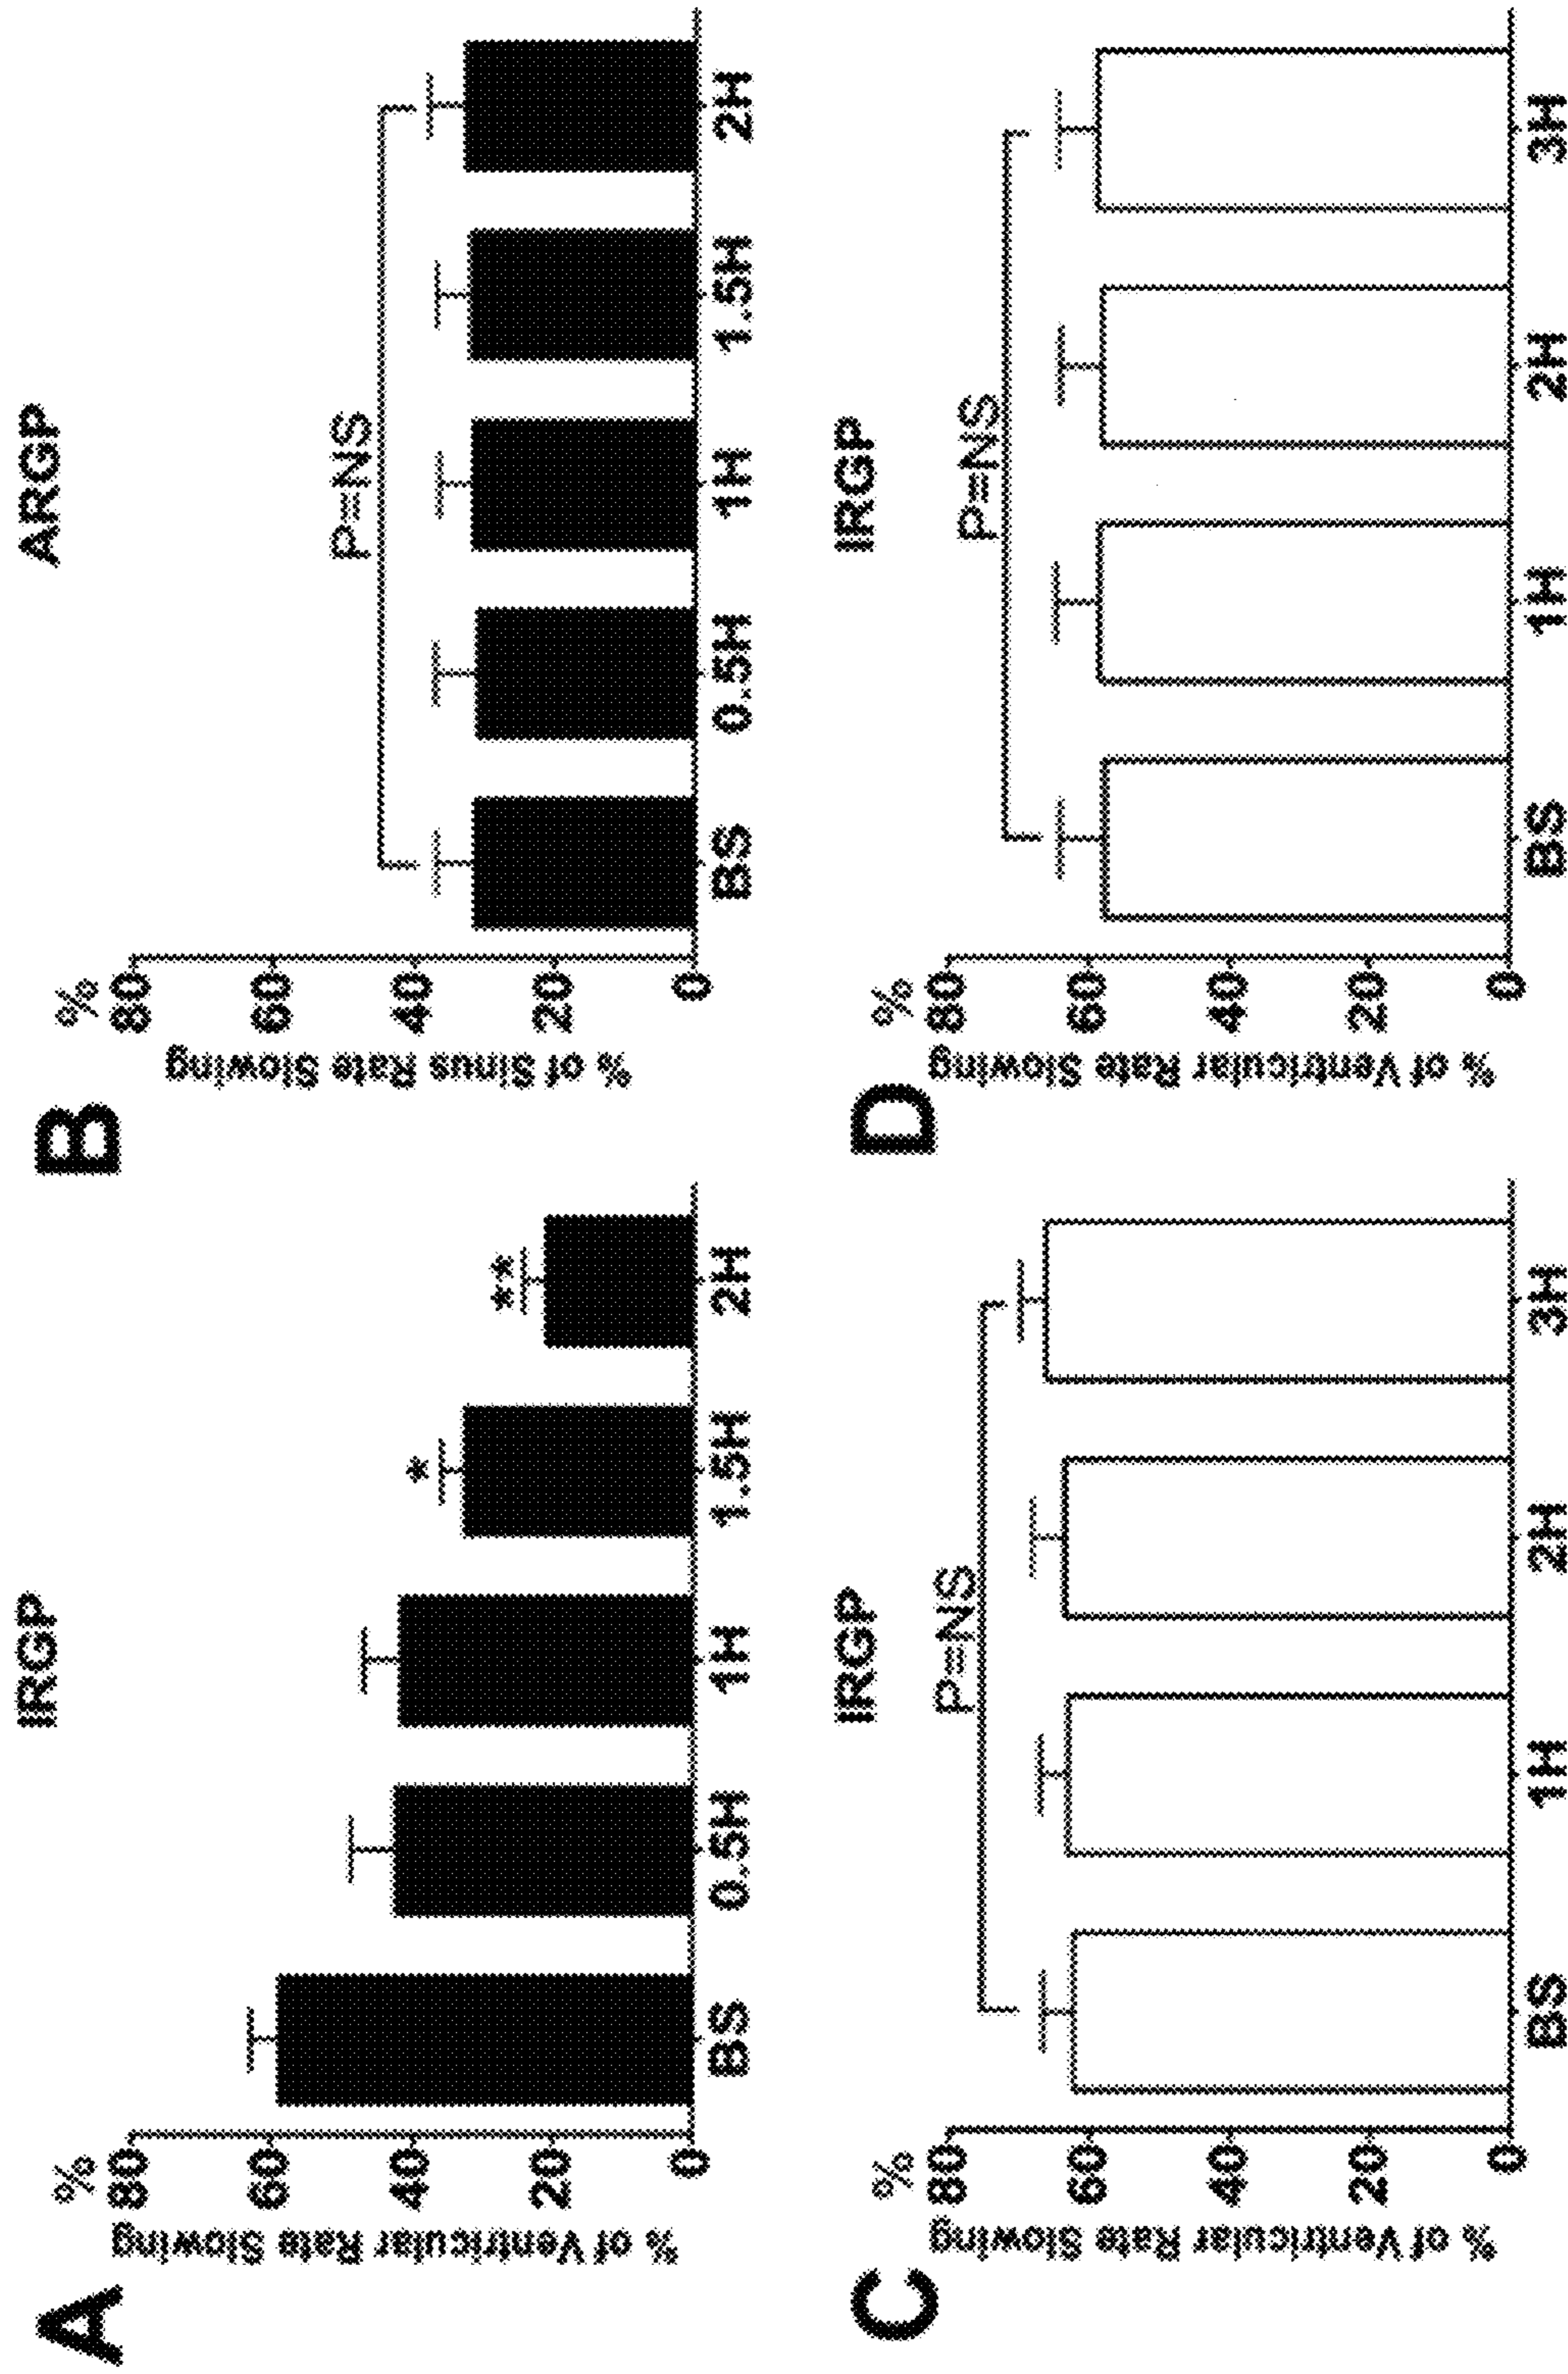 A
IRGP
%
% of Ventricular Rate Slowing
80
60
40
20
0
*
**
BS 0.5H 1H 1.5H 2H
B
ARGP
%
% of Sinus Rate Slowing
80
60
40
20
0
P=NS
BS 0.5H 1H 1.5H 2H
C
IRGP
%
% of Ventricular Rate Slowing
80
60
40
20
0
P=NS
BS 1H 2H 3H
D
IRGP
%
% of Ventricular Rate Slowing
80
60
40
20
0
P=NS
BS 1H 2H 3H